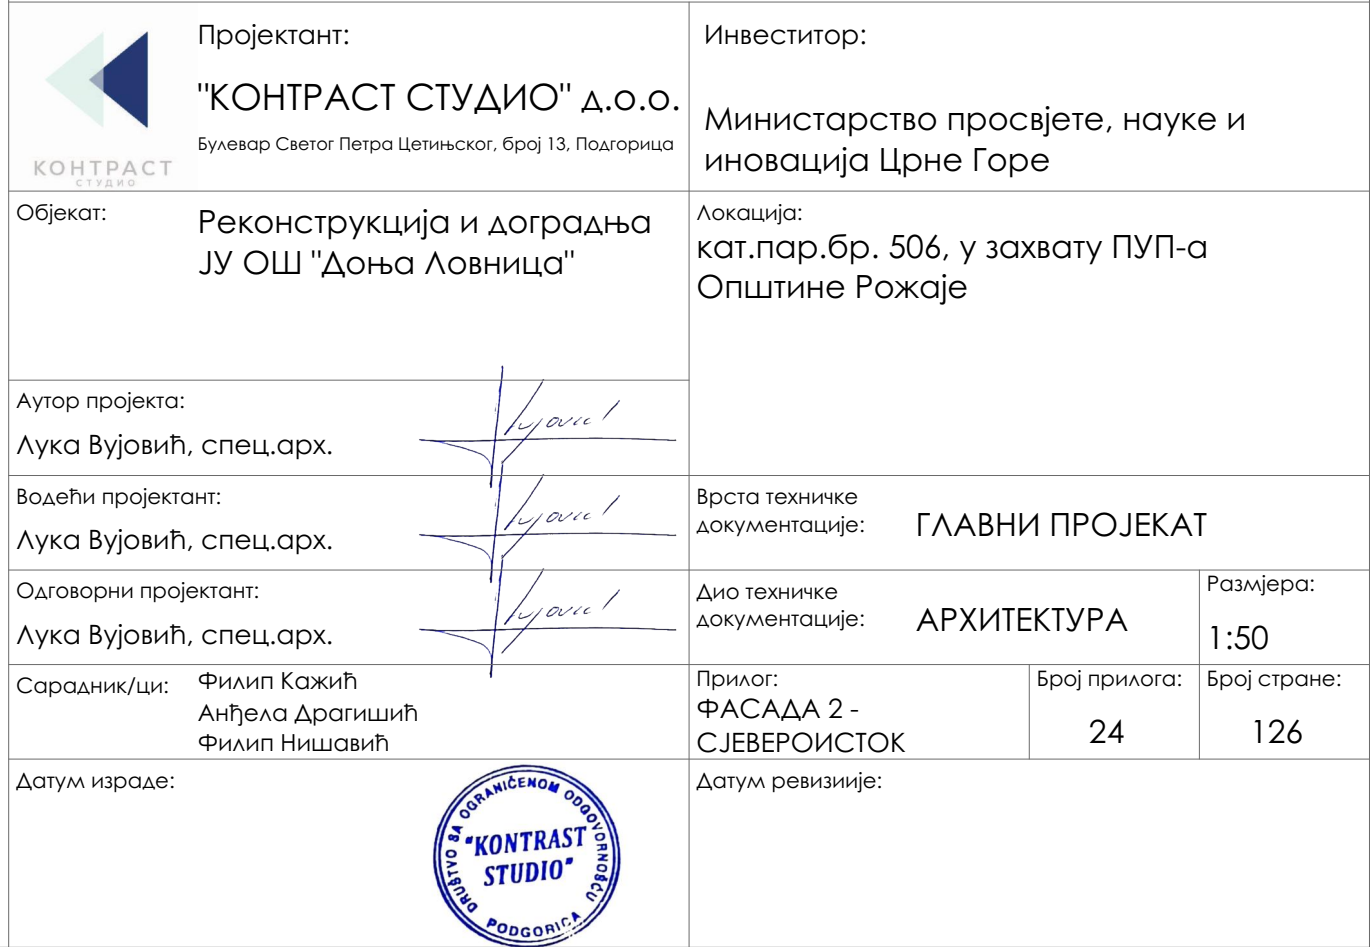 КОНТРАСТ
СТУДИО
Пројектант:
"КОНТРАСТ СТУДИО" д.о.о.
Булевар Светог Петра Цетињског, број 13, Подгорица
Инвеститор:
Министарство просвјете, науке и
иновација Црне Горе
Објекат:
Реконструкција и доградња
ЈУ ОШ "Доња Ловница"
Локација:
кат.пар.бр. 506, у захвату ПУП-а
Општине Рожаје
Аутор пројекта:
Лука Вујовић, спец.арх.
Водећи пројектант:
Лука Вујовић, спец.арх.
Врста техничке
документације:
ГЛАВНИ ПРОЈЕКАТ
Одговорни пројектант:
Лука Вујовић, спец.арх.
Дио техничке
документације:
АРХИТЕКТУРА
Размјера:
1:50
Сарадник/ци:
Филип Кажић
Анђела Драгишић
Филип Нишавић
Прилог:
ФАСАДА 2 -
СЈЕВЕРОИСТОК
Број прилога:
24
Број стране:
126
Датум израде:
DRUŠTVO SA OGRANIČENOM ODGOVORNOŠĆU
"KONTRAST
STUDIO"
PODGORICA
Датум ревизиије: